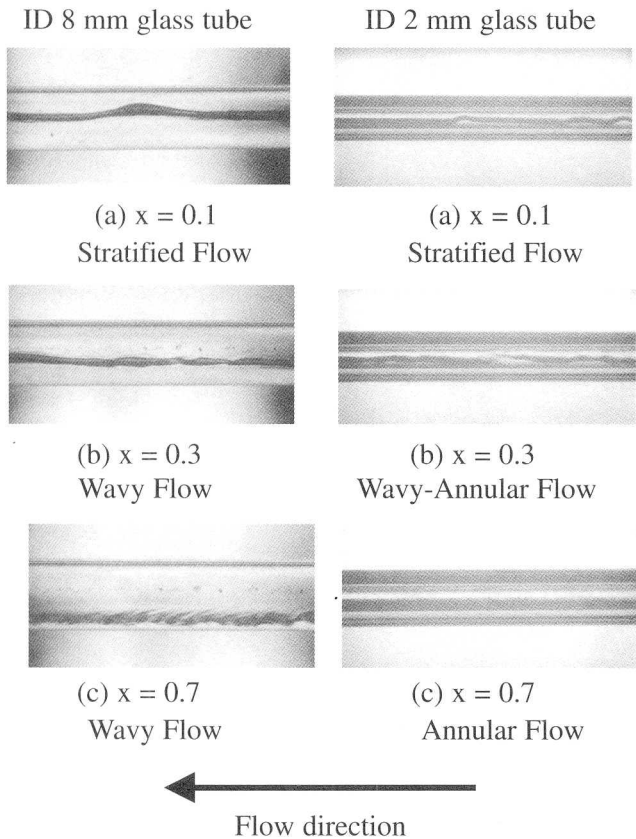 ID 8 mm glass tube
ID 2 mm glass tube
(a) x = 0.1
Stratified Flow
(a) x = 0.1
Stratified Flow
(b) x = 0.3
Wavy Flow
(b) x = 0.3
Wavy-Annular Flow
(c) x = 0.7
Wavy Flow
(c) x = 0.7
Annular Flow
Flow direction